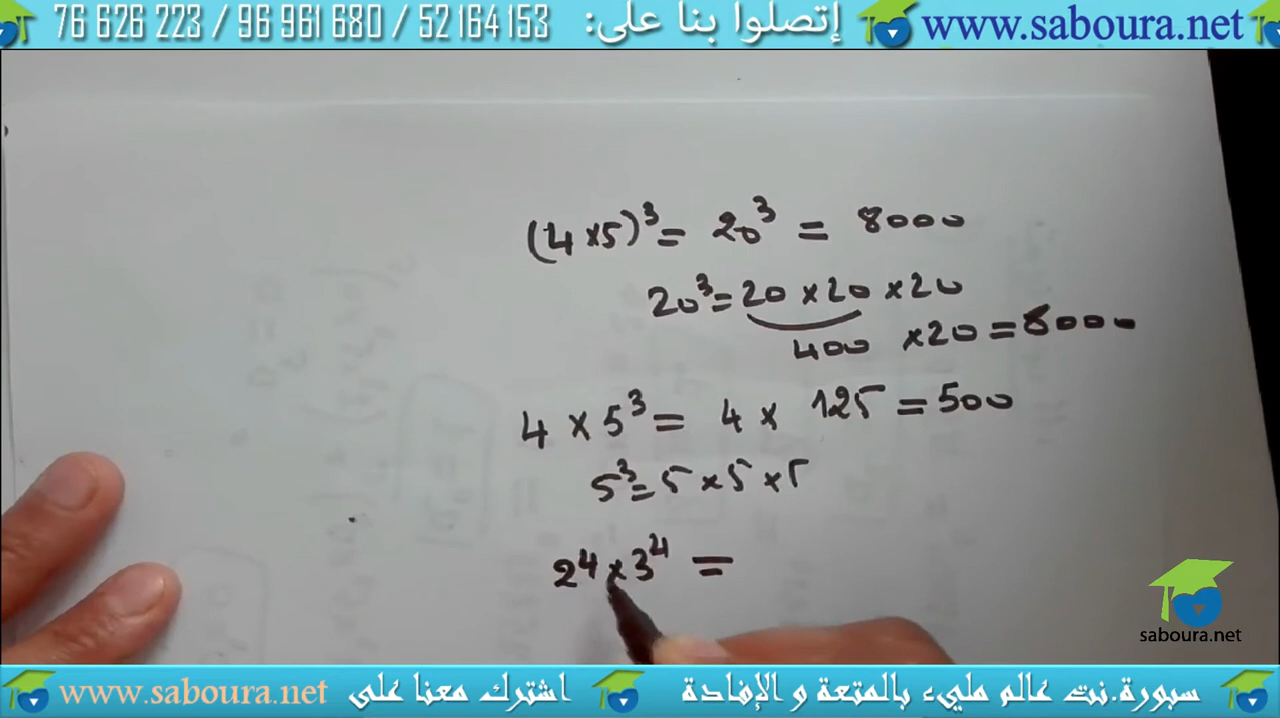 76 626 223 / 96 961 680 / 52 164 153 إتصلوا بنا على: www.saboura.net
(4×5)³ = 20³ = 8000
20³ = 20 × 20 × 20
400 × 20 = 8000
4 × 5³ = 4 × 125 = 500
5³ = 5 × 5 × 5
2⁴ × 3⁴ =
saboura.net
سبورة.نت عالم مليء بالمتعة و الإفادة اشترك معنا على www.saboura.net